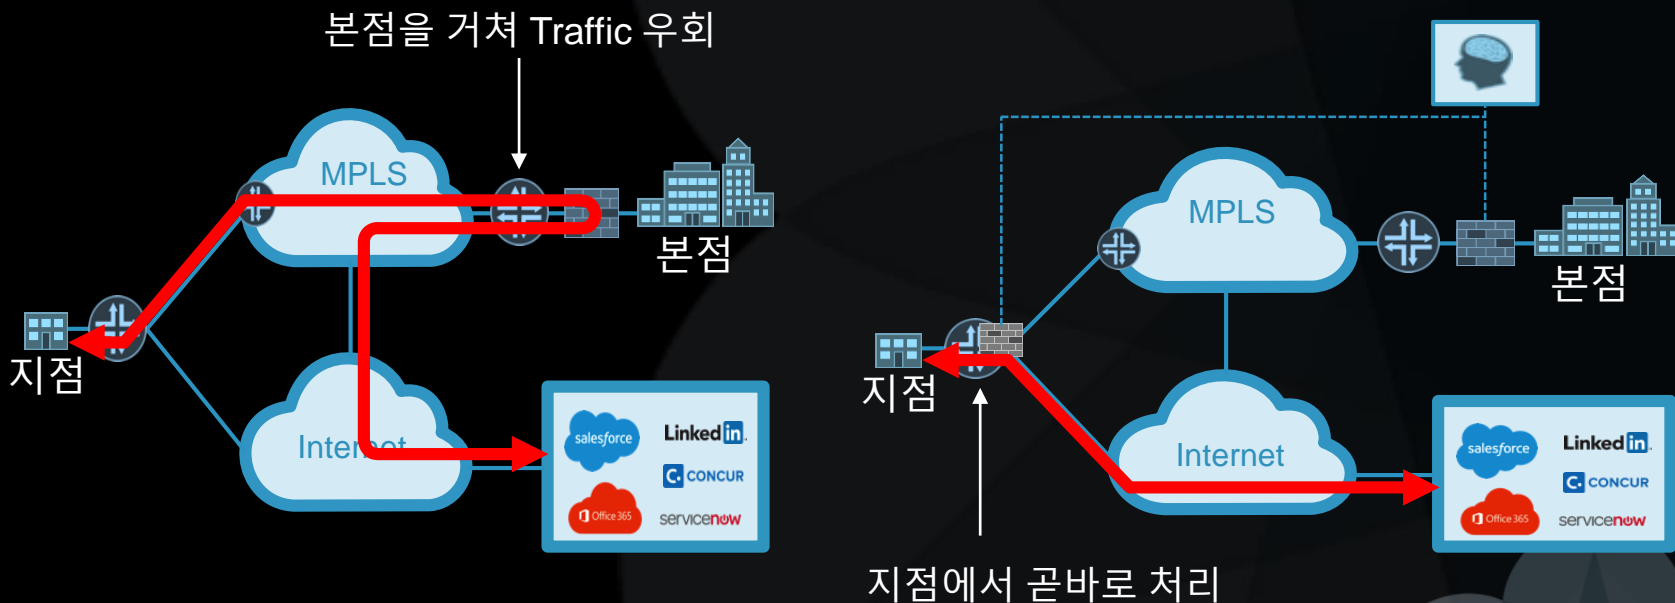 본점을 거쳐 Traffic 우회
MPLS
본점
지점
Internet
salesforce
Linked in
C. CONCUR
Office 365
servicenow
MPLS
본점
지점
Internet
salesforce
Linked in
C. CONCUR
Office 365
servicenow
지점에서 곧바로 처리